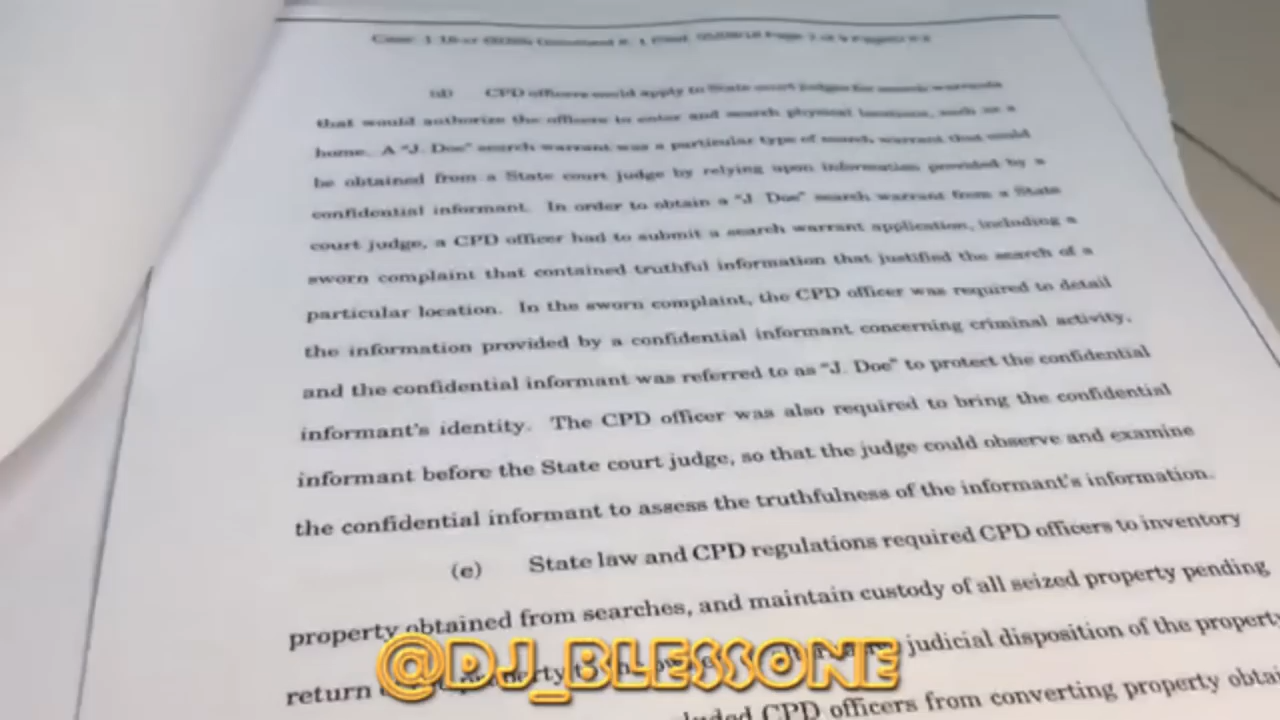 (d) CPD officers would apply to State court judges for search warrants
that would authorize the officers to enter and search physical locations, such as a
home. A "J. Doe" search warrant was a particular type of search warrant that could
be obtained from a State court judge by relying upon information provided by a
confidential informant. In order to obtain a "J. Doe" search warrant from a State
court judge, a CPD officer had to submit a search warrant application, including a
sworn complaint that contained truthful information that justified the search of a
particular location. In the sworn complaint, the CPD officer was required to detail
the information provided by a confidential informant concerning criminal activity,
and the confidential informant was referred to as "J. Doe" to protect the confidential
informant's identity. The CPD officer was also required to bring the confidential
informant before the State court judge, so that the judge could observe and examine
the confidential informant to assess the truthfulness of the informant's information.
(e) State law and CPD regulations required CPD officers to inventory
property obtained from searches, and maintain custody of all seized property pending
return judicial disposition of the property
CPD officers from converting property
@DJ_BLESSONE